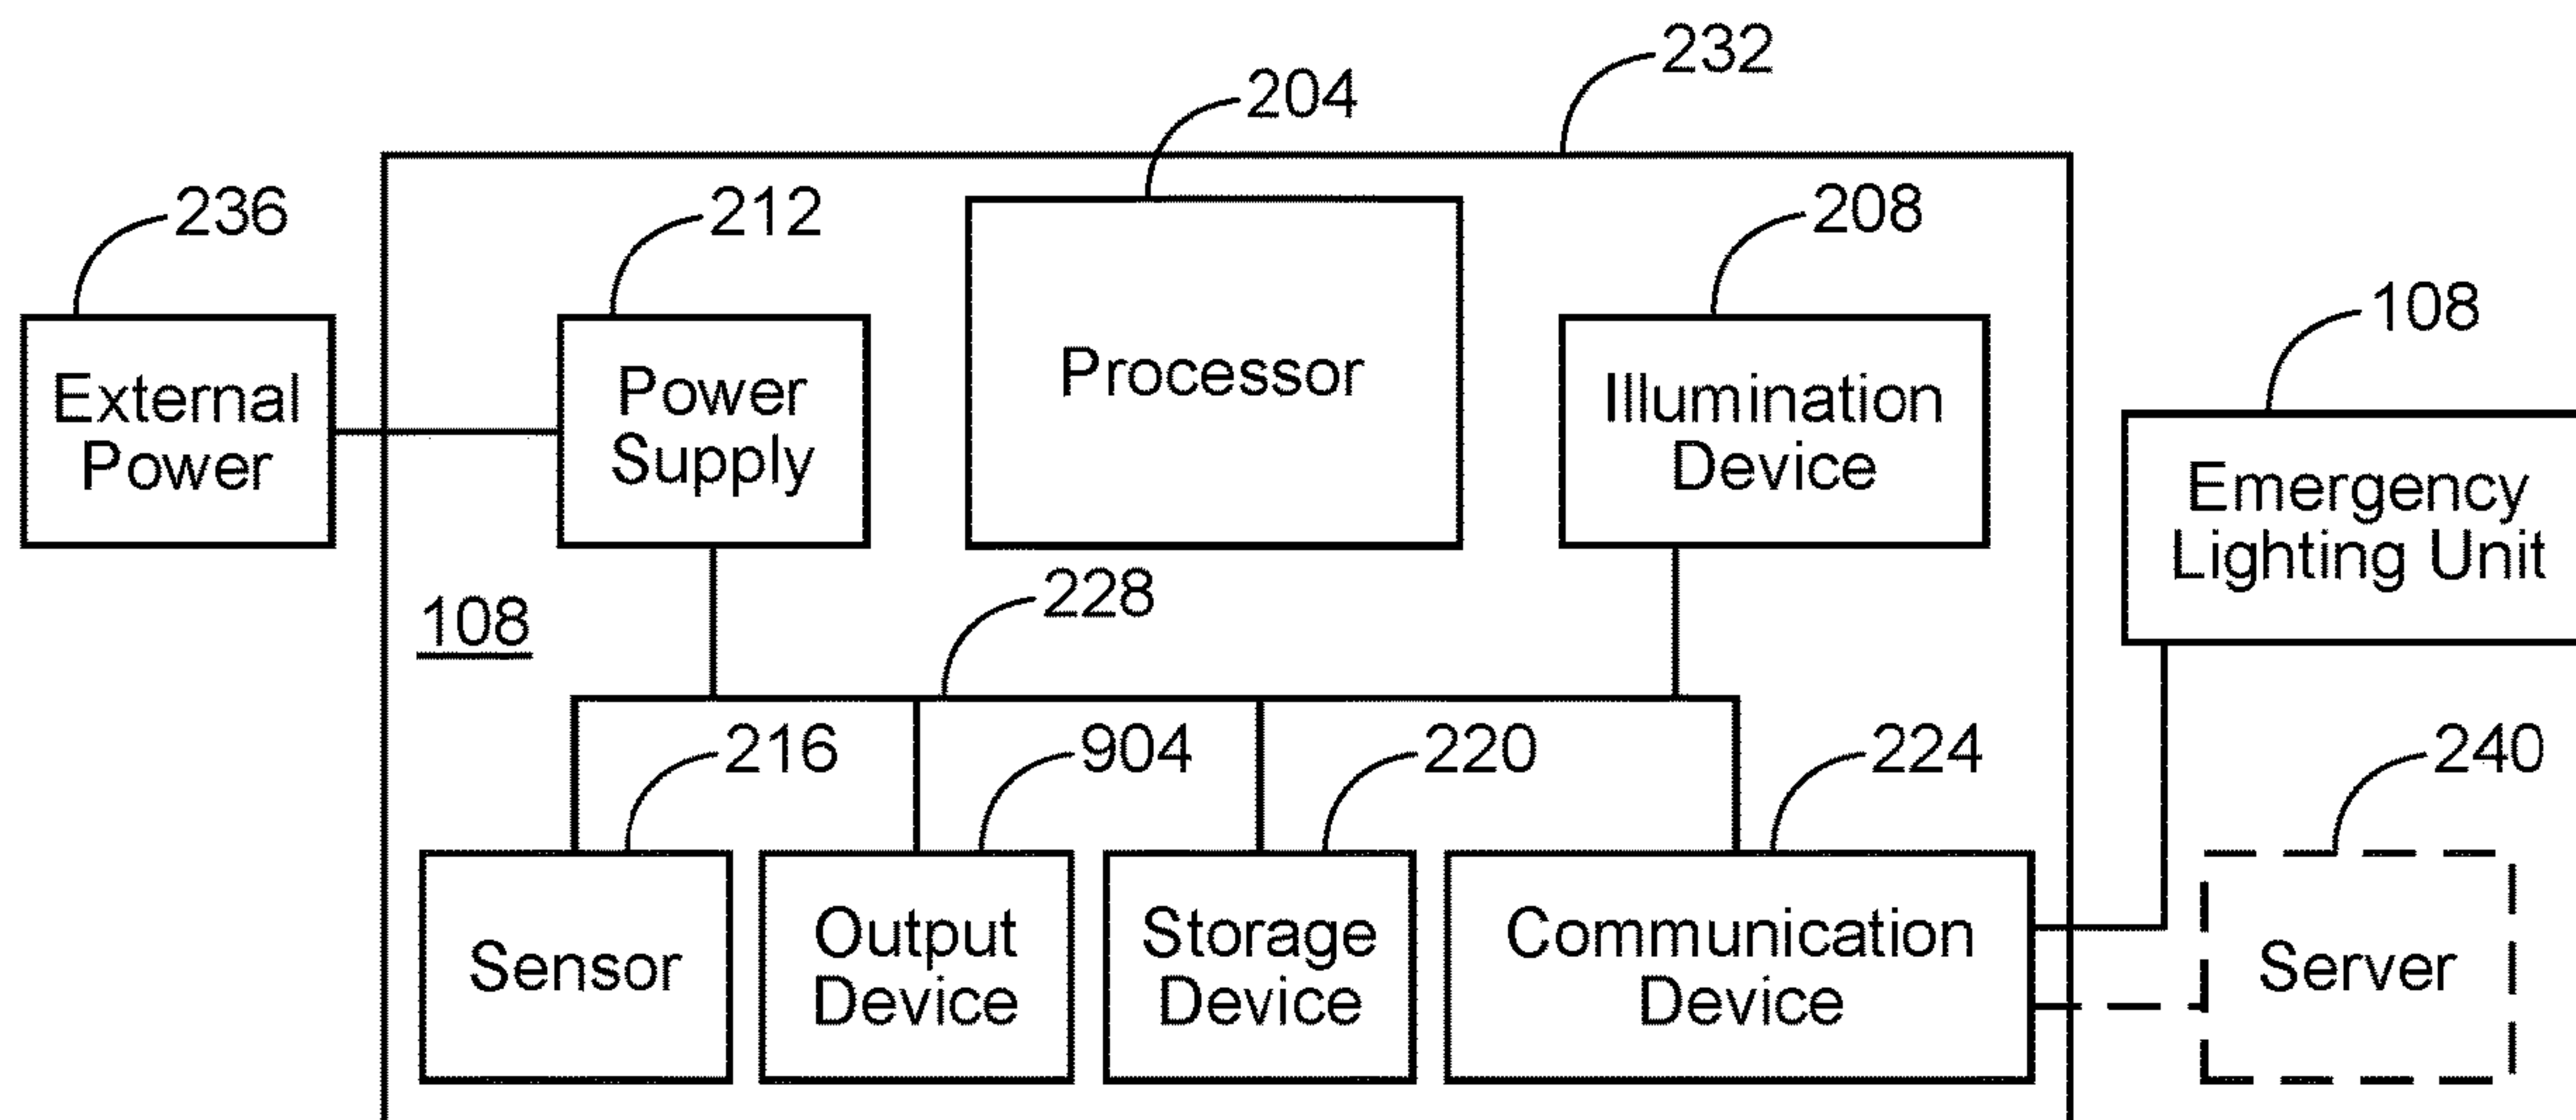 232
204
236
212
208
108
External
Power
Power
Supply
Processor
Illumination
Device
Emergency
Lighting Unit
108
228
216
904
220
224
240
Sensor
Output
Device
Storage
Device
Communication
Device
Server